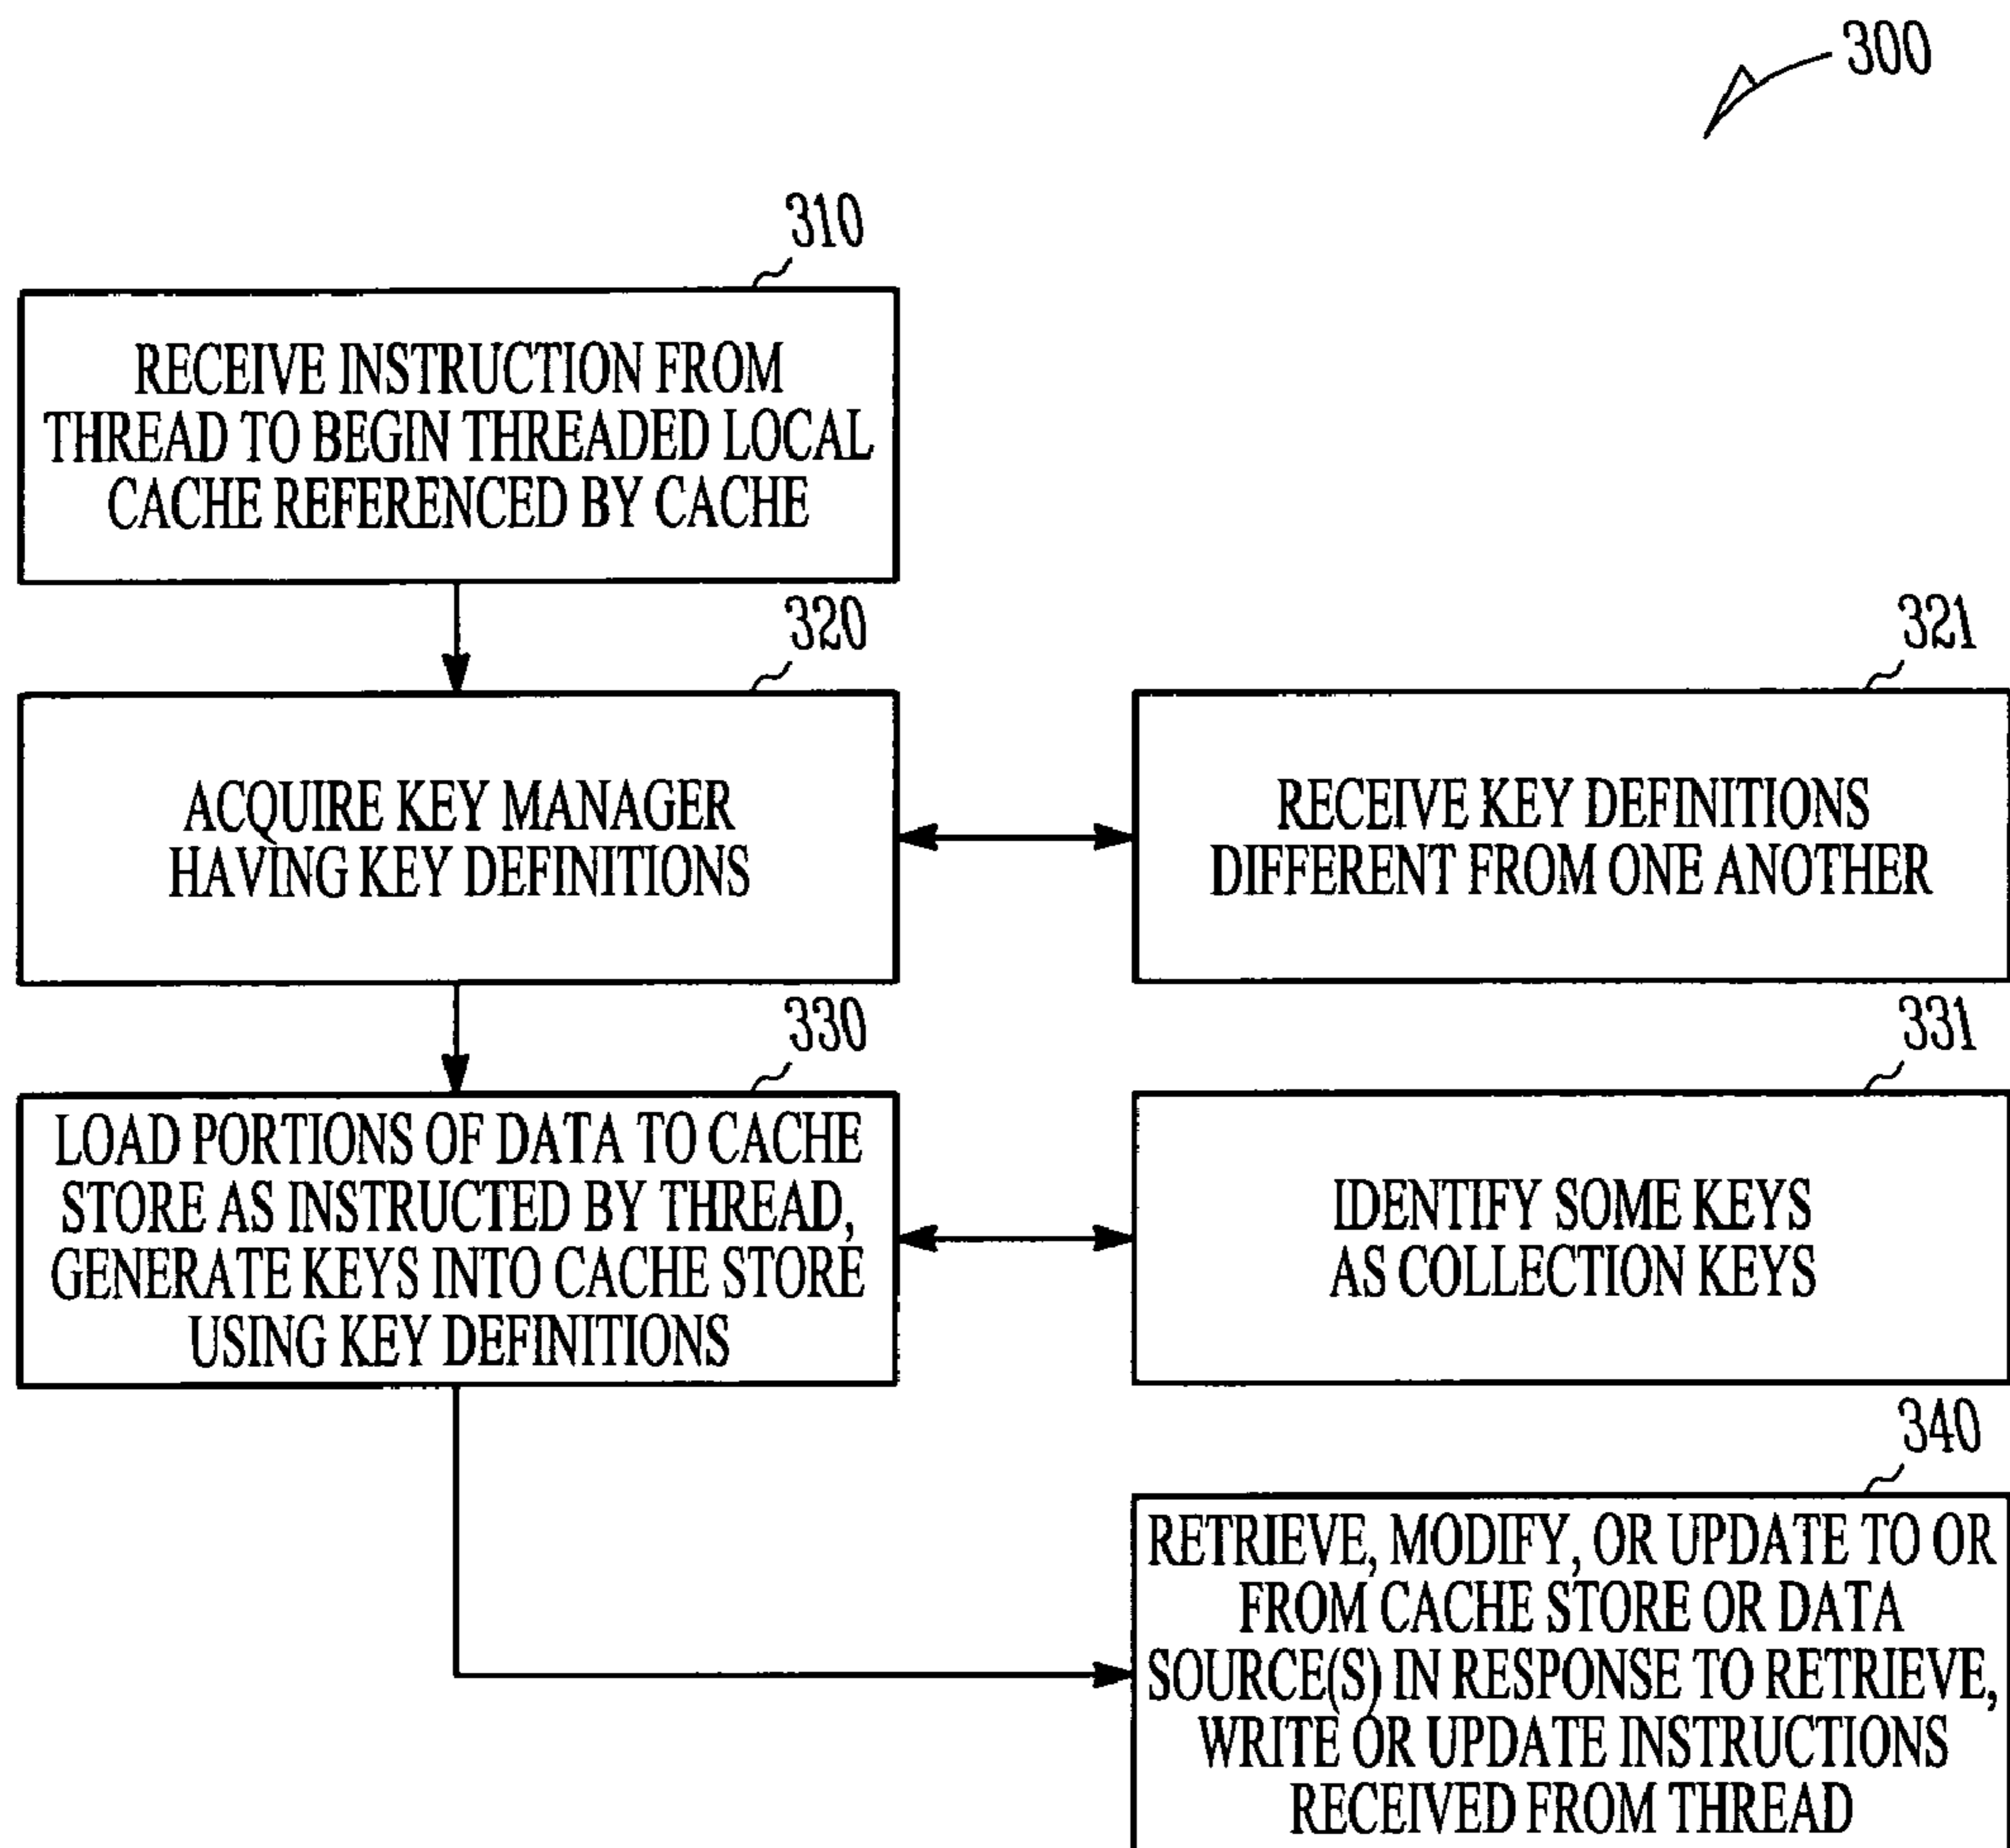 300
310
RECEIVE INSTRUCTION FROM
THREAD TO BEGIN THREADED LOCAL
CACHE REFERENCED BY CACHE
320
ACQUIRE KEY MANAGER
HAVING KEY DEFINITIONS
321
RECEIVE KEY DEFINITIONS
DIFFERENT FROM ONE ANOTHER
330
LOAD PORTIONS OF DATA TO CACHE
STORE AS INSTRUCTED BY THREAD,
GENERATE KEYS INTO CACHE STORE
USING KEY DEFINITIONS
331
IDENTIFY SOME KEYS
AS COLLECTION KEYS
340
RETRIEVE, MODIFY, OR UPDATE TO OR
FROM CACHE STORE OR DATA
SOURCE(S) IN RESPONSE TO RETRIEVE,
WRITE OR UPDATE INSTRUCTIONS
RECEIVED FROM THREAD